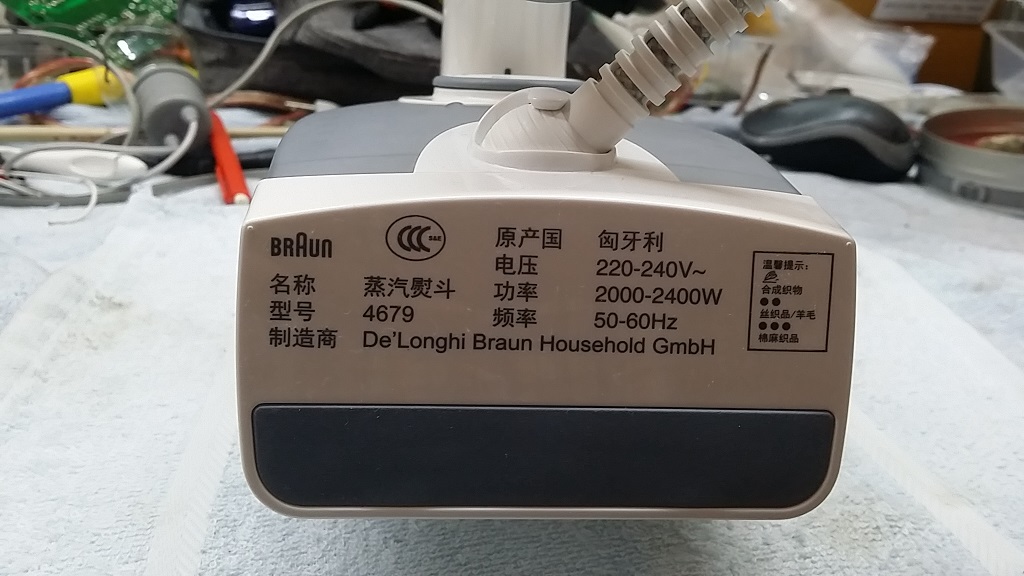 BRAUN
CCC S&E
原产国 匈牙利
电压 220-240V~
名称 蒸汽熨斗 功率 2000-2400W
型号 4679 频率 50-60Hz
制造商 De'Longhi Braun Household GmbH
温馨提示:
合成织物
丝织品/羊毛
棉麻织品